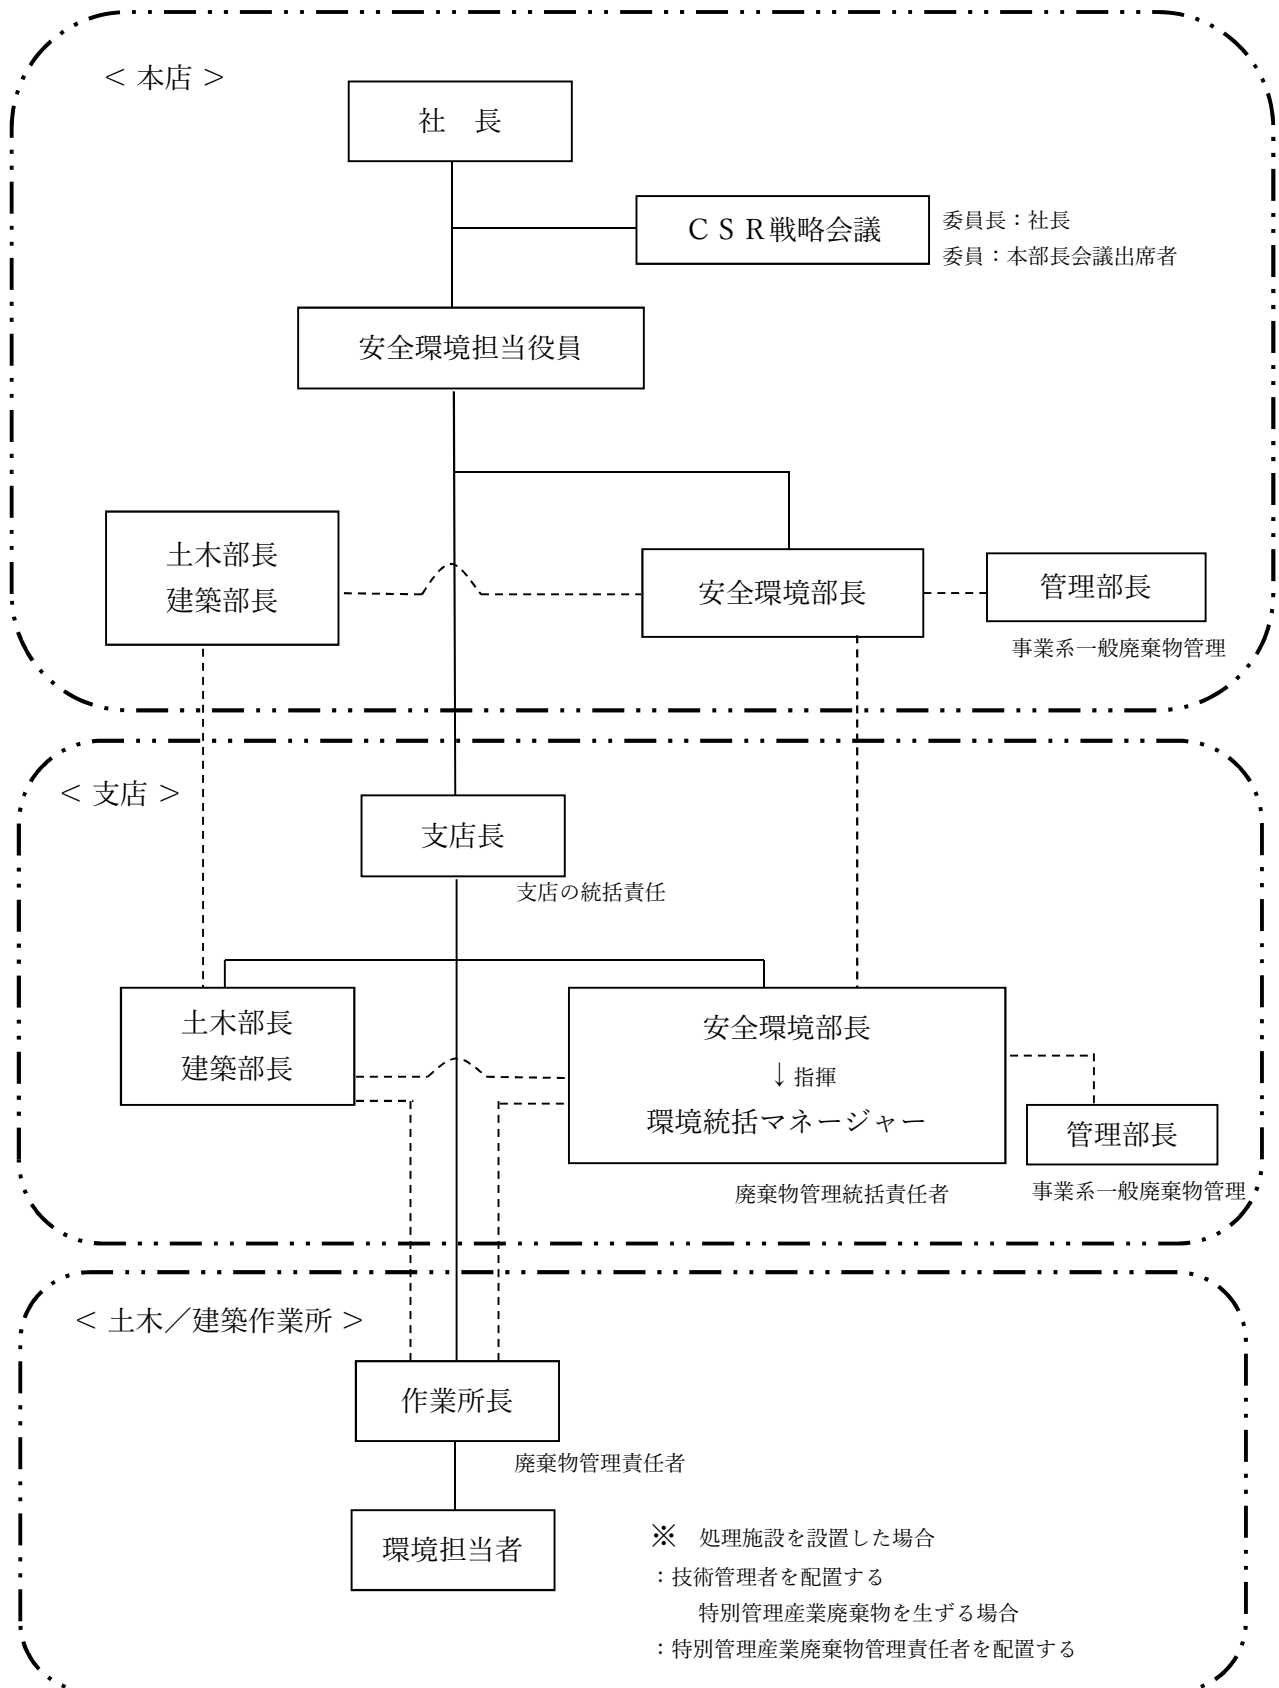 ＜ 本店 ＞
社　長
ＣＳＲ戦略会議
委員長：社長
委員：本部長会議出席者
安全環境担当役員
土木部長
建築部長
安全環境部長
管理部長
事業系一般廃棄物管理
＜ 支店 ＞
支店長
支店の統括責任
土木部長
建築部長
安全環境部長
↓指揮
環境統括マネージャー
廃棄物管理統括責任者
管理部長
事業系一般廃棄物管理
＜ 土木／建築作業所 ＞
作業所長
廃棄物管理責任者
環境担当者
※　処理施設を設置した場合
：技術管理者を配置する
特別管理産業廃棄物を生ずる場合
：特別管理産業廃棄物管理責任者を配置する